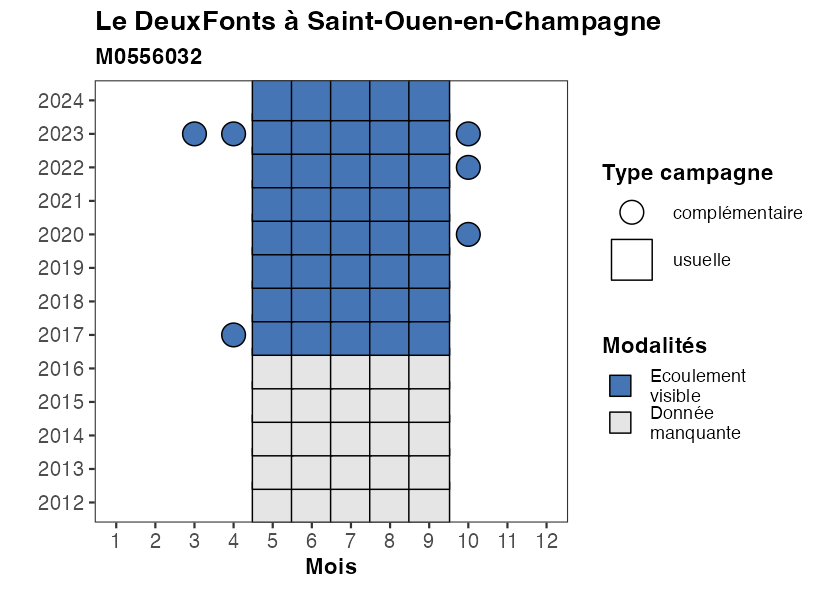 Le DeuxFonts à Saint-Ouen-en-Champagne
M0556032
2024
2023
2022
2021
2020
2019
2018
2017
2016
2015
2014
2013
2012
1 2 3 4 5 6 7 8 9 10 11 12
Mois
Type campagne
complémentaire
usuelle
Modalités
Ecoulement
visible
Donnée
manquante